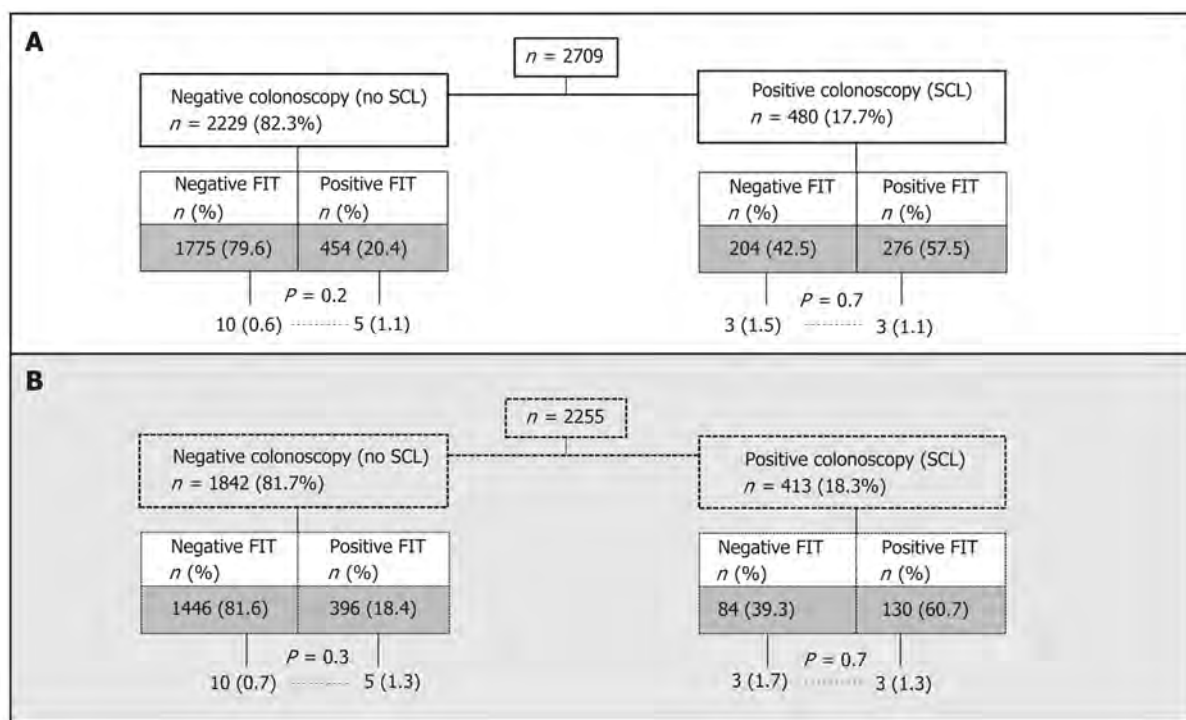 A
n = 2709
Negative colonoscopy (no SCL)
n = 2229 (82.3%)
Positive colonoscopy (SCL)
n = 480 (17.7%)
Negative FIT Positive FIT
n (%) n (%)
1775 (79.6) 454 (20.4)
P = 0.2
10 (0.6) 5 (1.1)
Negative FIT Positive FIT
n (%) n (%)
204 (42.5) 276 (57.5)
P = 0.7
3 (1.5) 3 (1.1)
B
n = 2255
Negative colonoscopy (no SCL)
n = 1842 (81.7%)
Positive colonoscopy (SCL)
n = 413 (18.3%)
Negative FIT Positive FIT
n (%) n (%)
1446 (81.6) 396 (18.4)
P = 0.3
10 (0.7) 5 (1.3)
Negative FIT Positive FIT
n (%) n (%)
84 (39.3) 130 (60.7)
P = 0.7
3 (1.7) 3 (1.3)